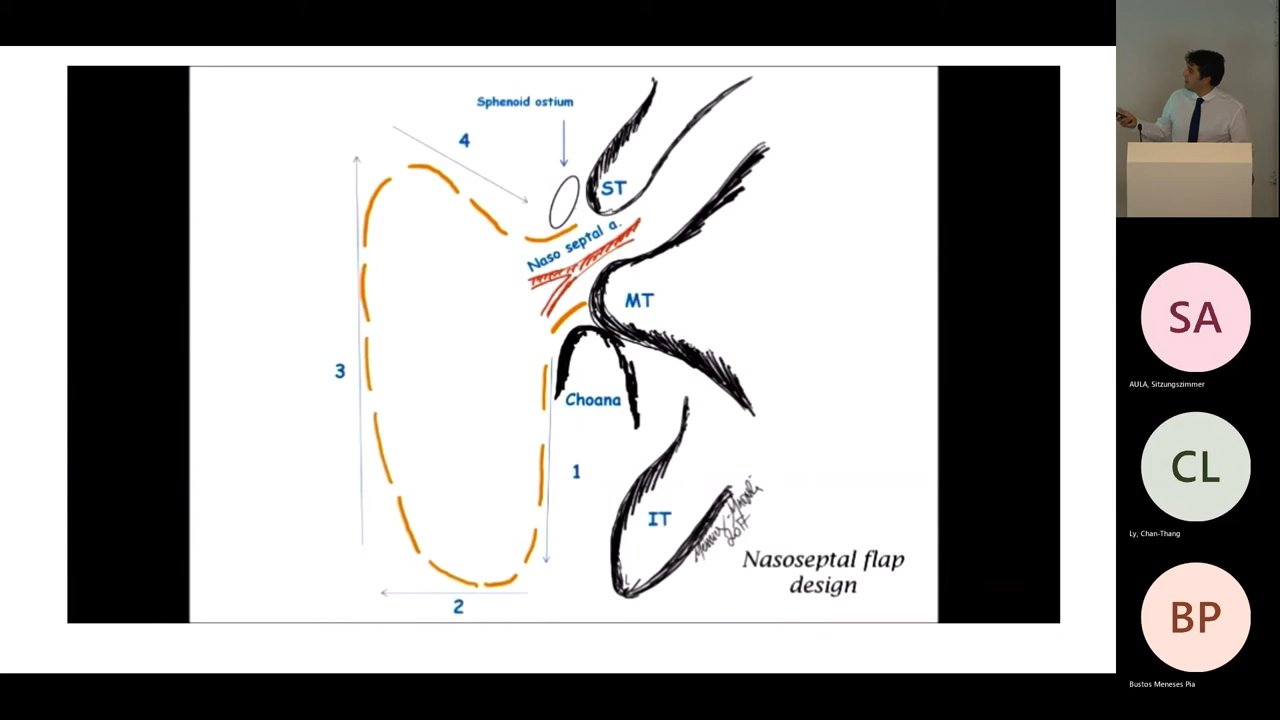 Sphenoid ostium
4
ST
Naso septal a.
MT
3
Choana
1
IT
2017
Nasoseptal flap
design
2
SA
AULA, Sitzungszimmer
CL
Ly, Chan-Thang
BP
Bustos Meneses Pia